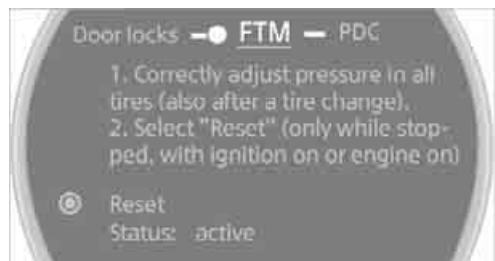 Door locks FTM PDC
1. Correctly adjust pressure in all
tires (also after a tire change).
2. Select "Reset" (only while stop-
ped, with ignition on or engine on)
Reset
Status: active